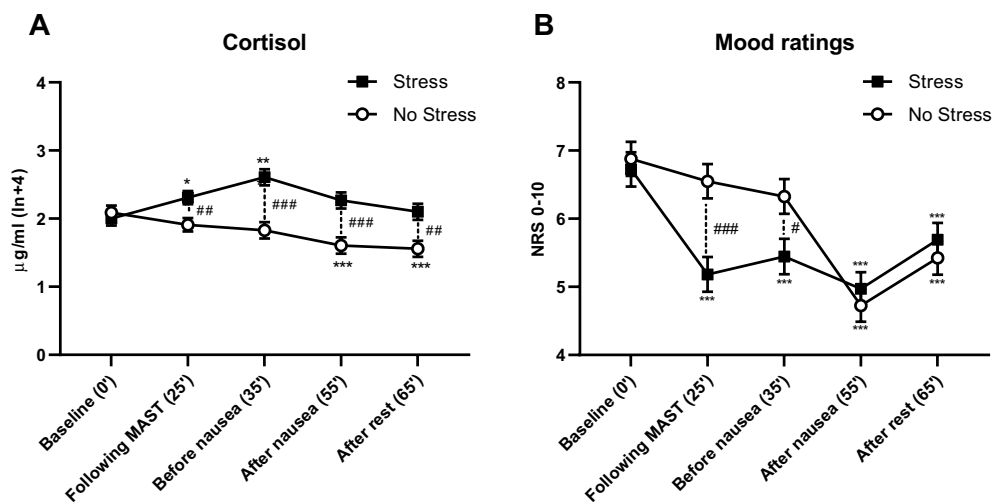 A
Cortisol
Stress
No Stress
μg/ml (ln+4)
4
3
2
1
0
*
**
##
###
###
##
***
***
Baseline (0')
Following MAST (25')
Before nausea (35')
After nausea (55')
After rest (65')
B
Mood ratings
Stress
No Stress
NRS 0-10
8
7
6
5
4
###
#
***
***
***
***
***
***
Baseline (0')
Following MAST (25')
Before nausea (35')
After nausea (55')
After rest (65')